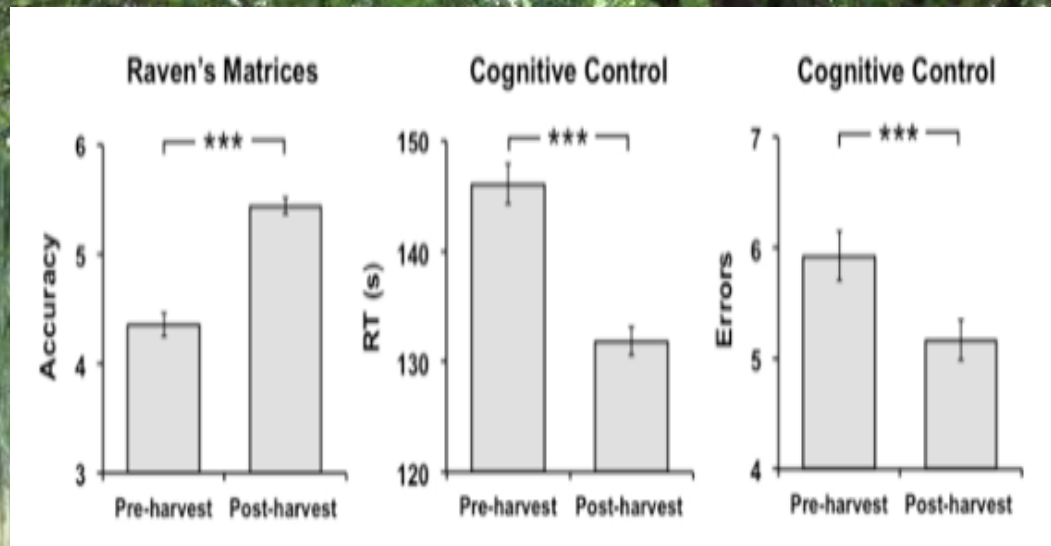 Raven's Matrices
***
6
5
4
3
Accuracy
Pre-harvest Post-harvest
Cognitive Control
***
150
140
130
120
RT (s)
Pre-harvest Post-harvest
Cognitive Control
***
7
6
5
4
Errors
Pre-harvest Post-harvest